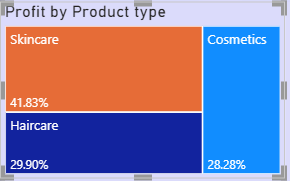 Profit by Product type
Skincare
41.83%
Haircare
29.90%
Cosmetics
28.28%